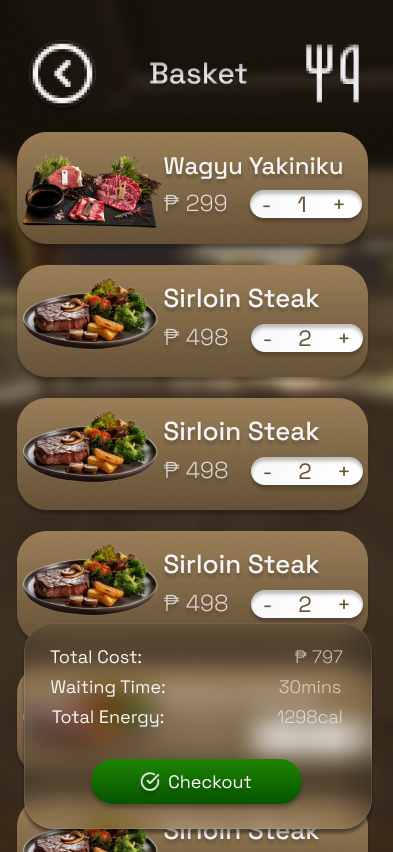 Basket
Wagyu Yakiniku
₱ 299 - 1 +
Sirloin Steak
₱ 498 - 2 +
Sirloin Steak
₱ 498 - 2 +
Sirloin Steak
₱ 498 - 2 +
Total Cost: ₱ 797
Waiting Time: 30mins
Total Energy: 1298cal
Checkout
Sirloin Steak